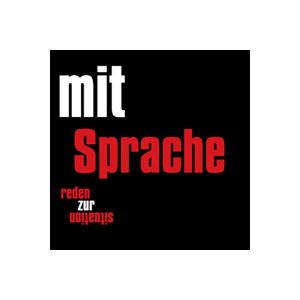 mit
Sprache
reden
zur
situation